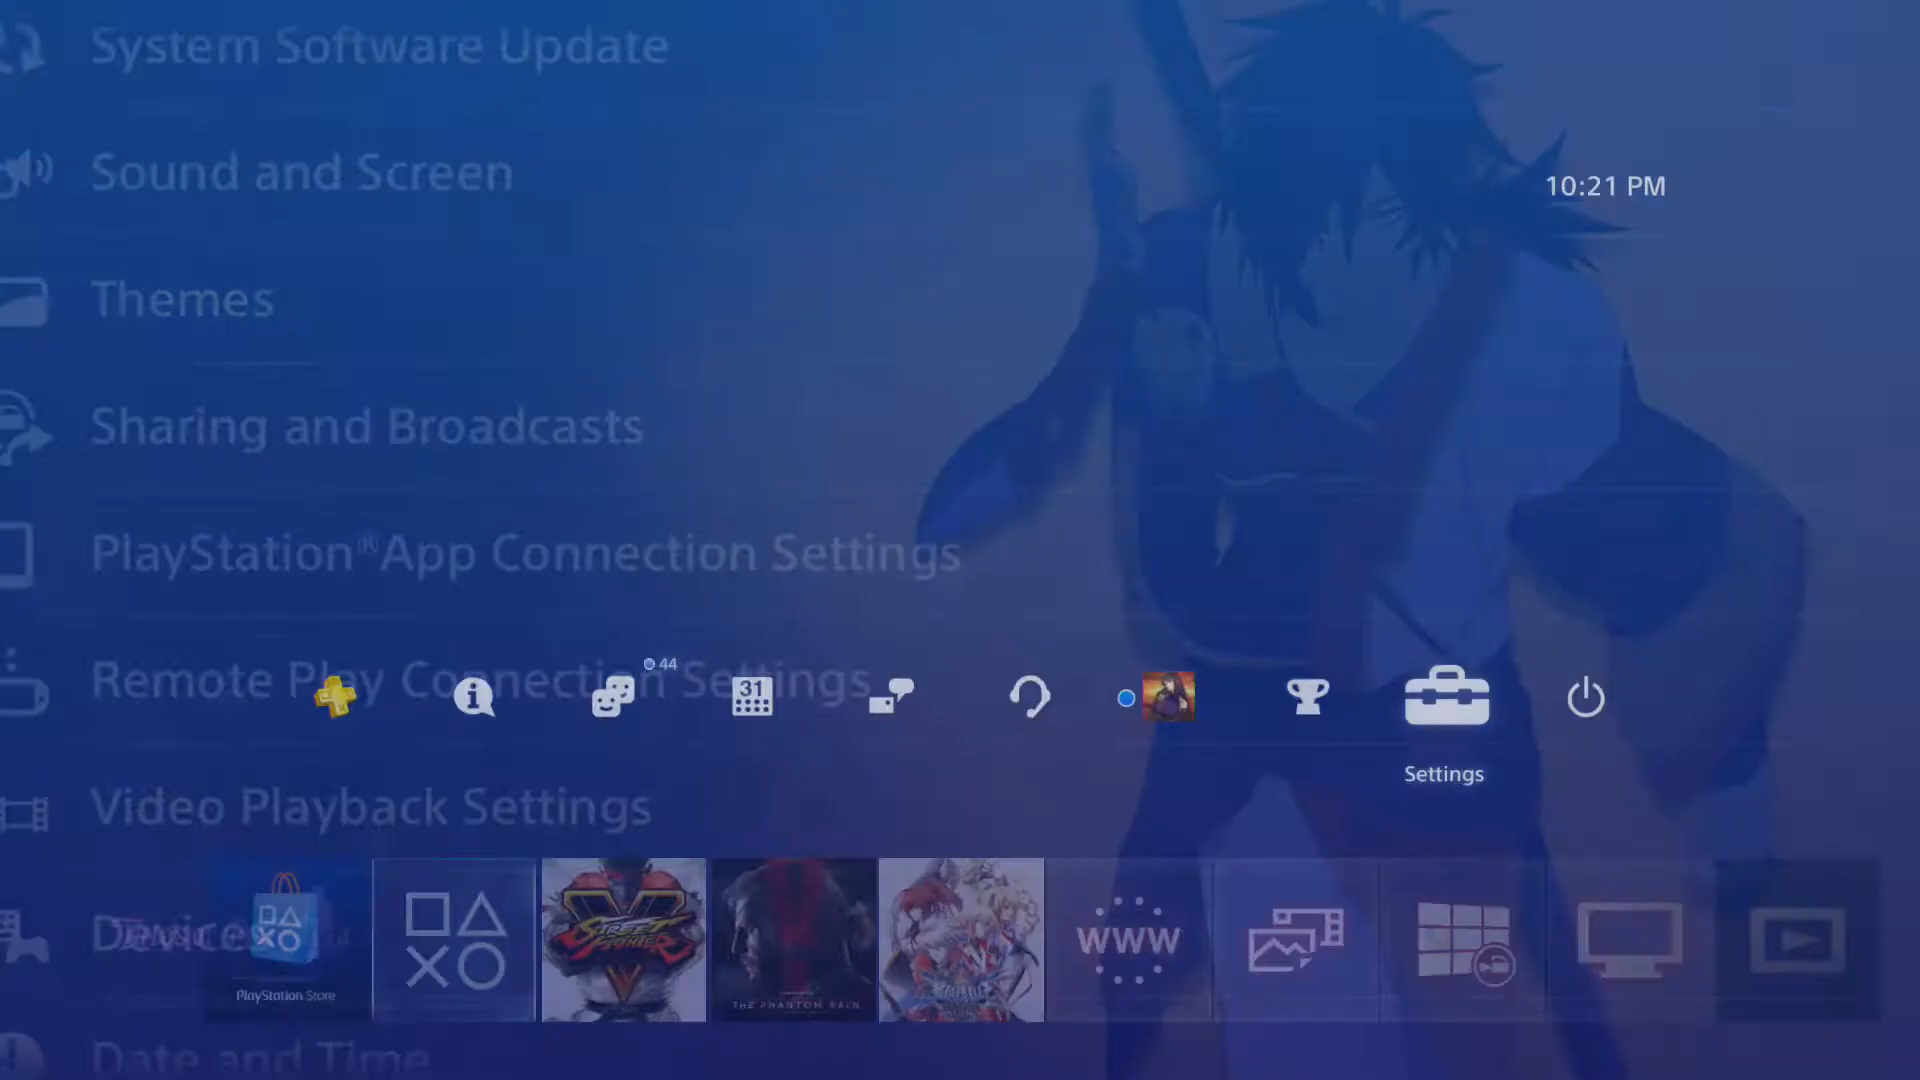 System Software Update
Sound and Screen
10:21 PM
Themes
Sharing and Broadcasts
PlayStation®App Connection Settings
44
Remote Play Connection Settings
31
Settings
Video Playback Settings
STREET
FIGHTER
V
Devices
WWW
PlayStation Store
THE PHANTOM PAIN
Date and Time